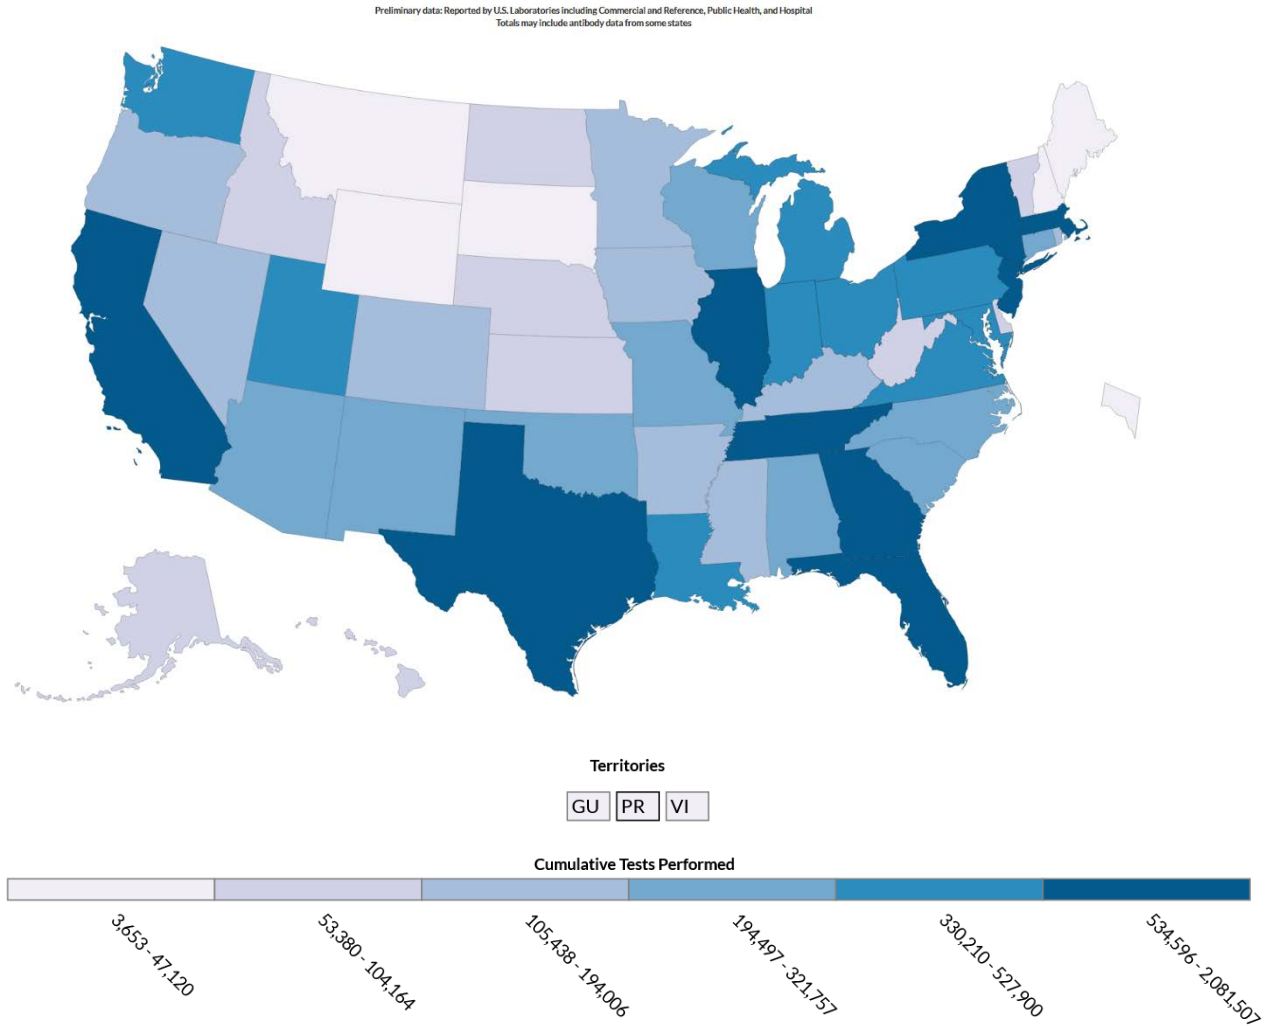 Preliminary data: Reported by U.S. Laboratories including Commercial and Reference, Public Health, and Hospital
Totals may include antibody data from some states
Territories
GU PR VI
Cumulative Tests Performed
3,653 - 47,120
53,380 - 104,164
105,438 - 194,006
194,497 - 321,757
330,210 - 527,900
534,596 - 2,081,507